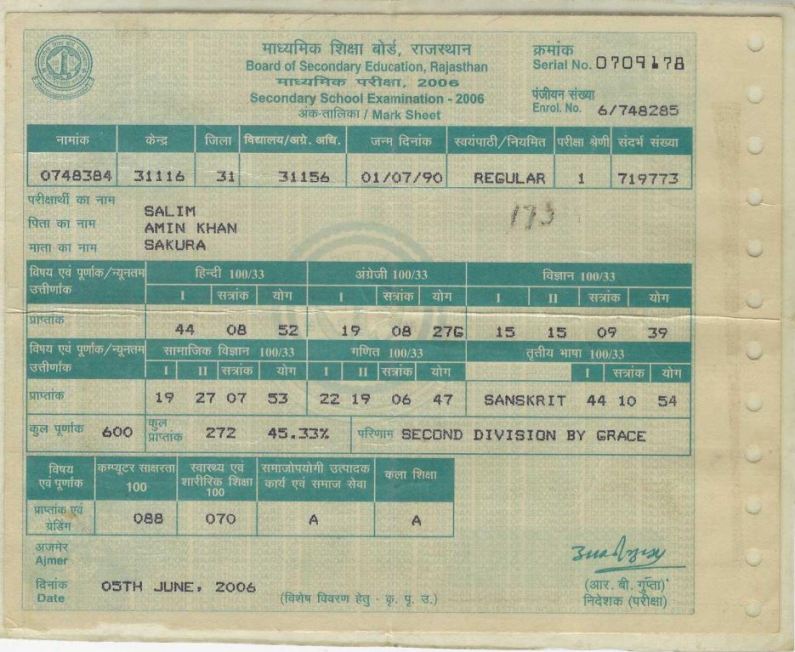 माध्यमिक शिक्षा बोर्ड, राजस्थान
Board of Secondary Education, Rajasthan
माध्यमिक परीक्षा, 2006
Secondary School Examination - 2006
अंक-तालिका / Mark Sheet
क्रमांक
Serial No. 0709178
पंजीयन संख्या
Enrol. No. 6/748285
नामांक केन्द्र जिला विद्यालय/अग्रे. अधि. जन्म दिनांक स्वयंपाठी/नियमित परीक्षा श्रेणी संदर्भ संख्या
0748384 31116 31 31156 01/07/90 REGULAR 1 719773
परीक्षार्थी का नाम SALIM
पिता का नाम AMIN KHAN
माता का नाम SAKURA
173
विषय एवं पूर्णांक/न्यूनतम उत्तीर्णांक हिन्दी 100/33 अंग्रेजी 100/33 विज्ञान 100/33
I सत्रांक योग I सत्रांक योग I II सत्रांक योग
प्राप्तांक 44 08 52 19 08 27G 15 15 09 39
विषय एवं पूर्णांक/न्यूनतम उत्तीर्णांक सामाजिक विज्ञान 100/33 गणित 100/33 तृतीय भाषा 100/33
I II सत्रांक योग I II सत्रांक योग I सत्रांक योग
प्राप्तांक 19 27 07 53 22 19 06 47 SANSKRIT 44 10 54
कुल पूर्णांक 600 कुल प्राप्तांक 272 45.33% परिणाम SECOND DIVISION BY GRACE
विषय एवं पूर्णांक कम्प्यूटर साक्षरता 100 स्वास्थ्य एवं शारीरिक शिक्षा 100 समाजोपयोगी उत्पादक कार्य एवं समाज सेवा कला शिक्षा
प्राप्तांक एवं ग्रेडिंग 088 070 A A
अजमेर
Ajmer
दिनांक
Date 05TH JUNE, 2006
(विशेष विवरण हेतु - कृ. पृ. उ.)
(आर. बी. गुप्ता)
निदेशक (परीक्षा)